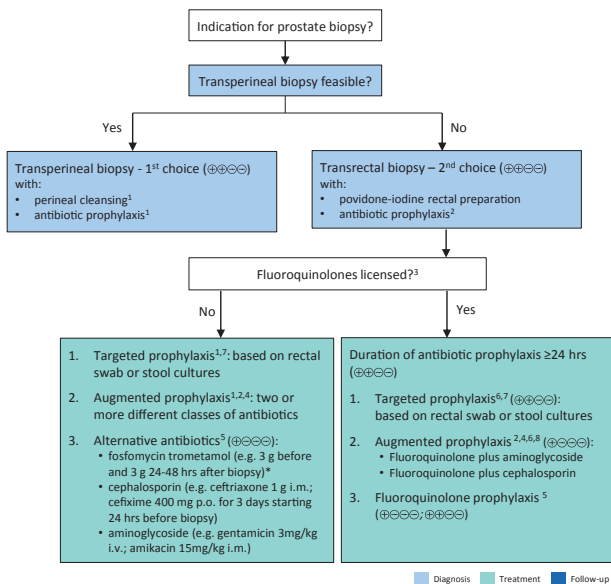 Indication for prostate biopsy?
Transperineal biopsy feasible?
Yes
No
Transperineal biopsy - 1st choice (⊕⊕⊖⊖)
with:
• perineal cleansing1
• antibiotic prophylaxis1
Transrectal biopsy – 2nd choice (⊕⊕⊖⊖)
with:
• povidone-iodine rectal preparation
• antibiotic prophylaxis2
Fluoroquinolones licensed?3
No
Yes
1. Targeted prophylaxis1,7: based on rectal
swab or stool cultures
2. Augmented prophylaxis1,2,4: two or
more different classes of antibiotics
3. Alternative antibiotics5 (⊕⊖⊖⊖):
• fosfomycin trometamol (e.g. 3 g before
and 3 g 24-48 hrs after biopsy)*
• cephalosporin (e.g. ceftriaxone 1 g i.m.;
cefixime 400 mg p.o. for 3 days starting
24 hrs before biopsy)
• aminoglycoside (e.g. gentamicin 3mg/kg
i.v.; amikacin 15mg/kg i.m.)
Duration of antibiotic prophylaxis ≥24 hrs
(⊕⊕⊖⊖)
1. Targeted prophylaxis6,7 (⊕⊕⊖⊖):
based on rectal swab or stool cultures
2. Augmented prophylaxis 2,4,6,8 (⊕⊖⊖⊖):
• Fluoroquinolone plus aminoglycoside
• Fluoroquinolone plus cephalosporin
3. Fluoroquinolone prophylaxis 5
(⊕⊖⊖⊖;⊕⊕⊖⊖)
Diagnosis
Treatment
Follow-up